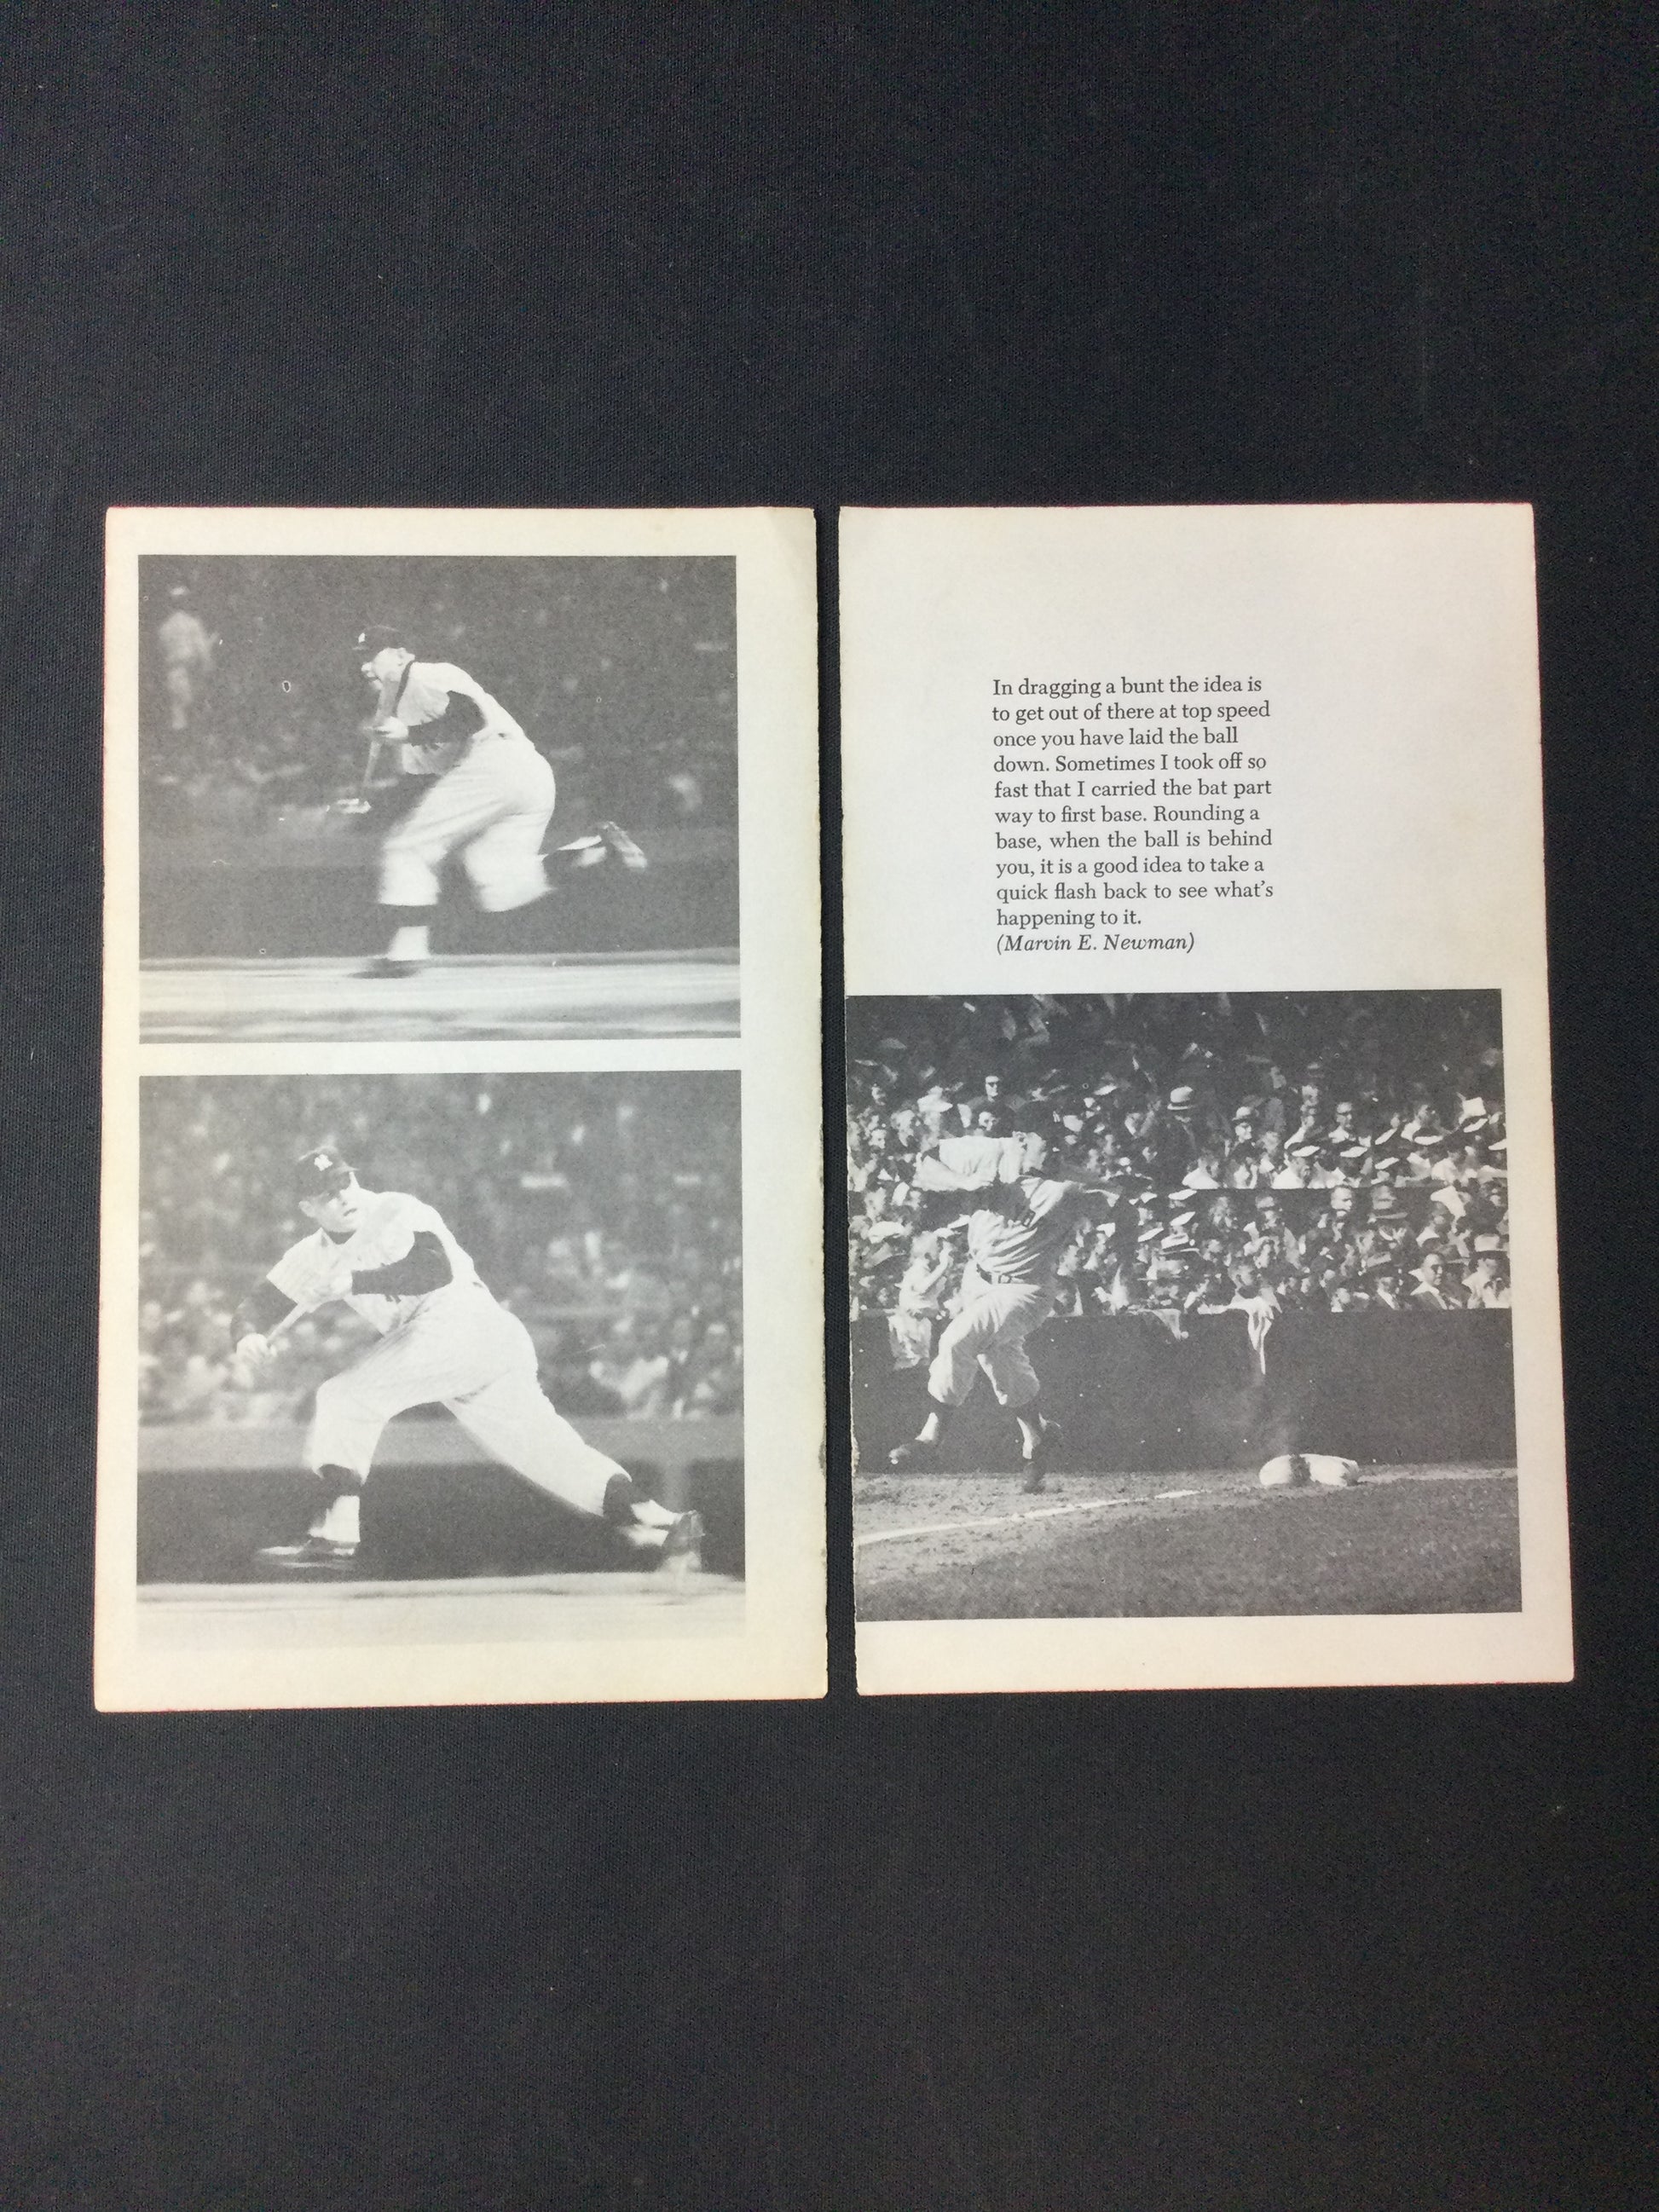 In dragging a bunt the idea is
to get out of there at top speed
once you have laid the ball
down. Sometimes I took off so
fast that I carried the bat part
way to first base. Rounding a
base, when the ball is behind
you, it is a good idea to take a
quick flash back to see what's
happening to it.
(Marvin E. Newman)